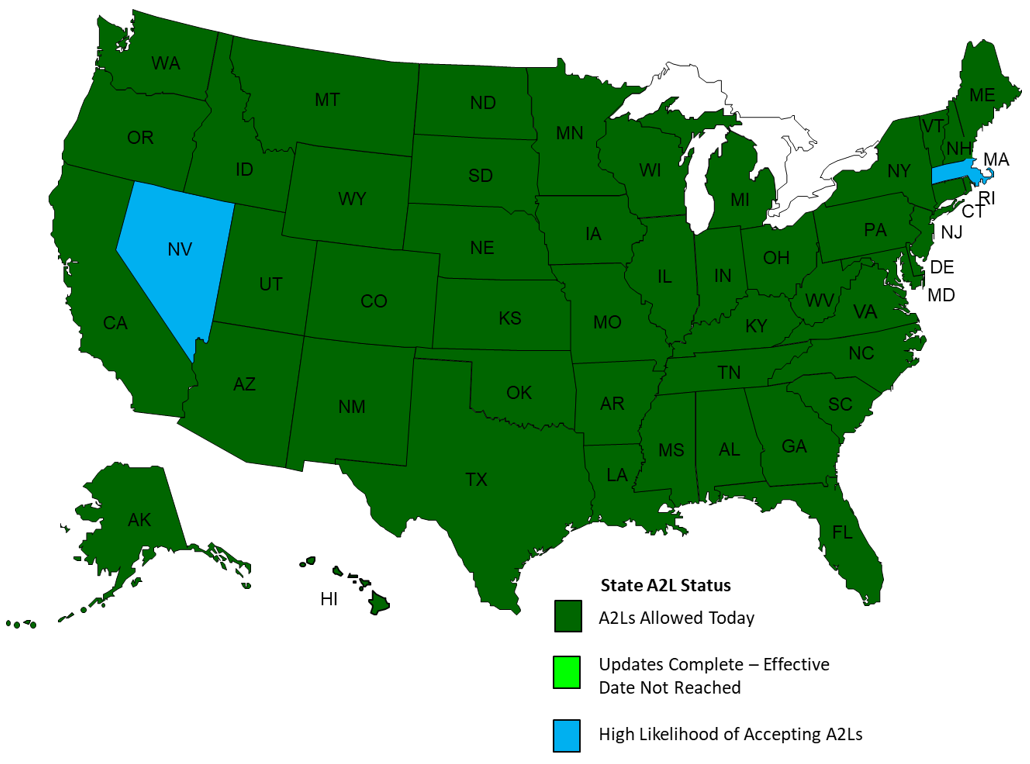 WA
MT
ND
MN
ME
VT
NH
OR
ID
SD
WI
NY
MA
WY
MI
RI
CT
NV
NE
IA
PA
NJ
UT
CO
IL
IN
OH
DE
MD
CA
KS
MO
WV
VA
KY
NC
AZ
NM
OK
AR
TN
SC
MS
AL
GA
TX
LA
AK
FL
HI
State A2L Status
A2Ls Allowed Today
Updates Complete – Effective
Date Not Reached
High Likelihood of Accepting A2Ls